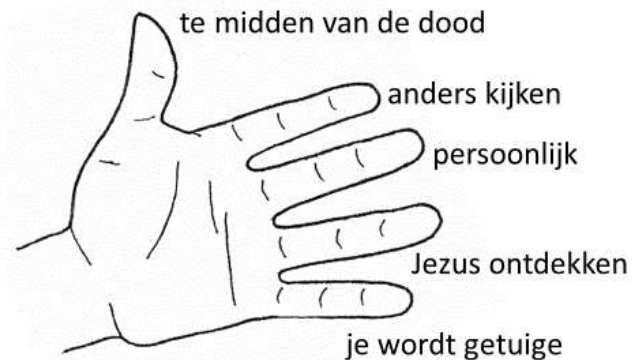 te midden van de dood
anders kijken
persoonlijk
Jezus ontdekken
je wordt getuige